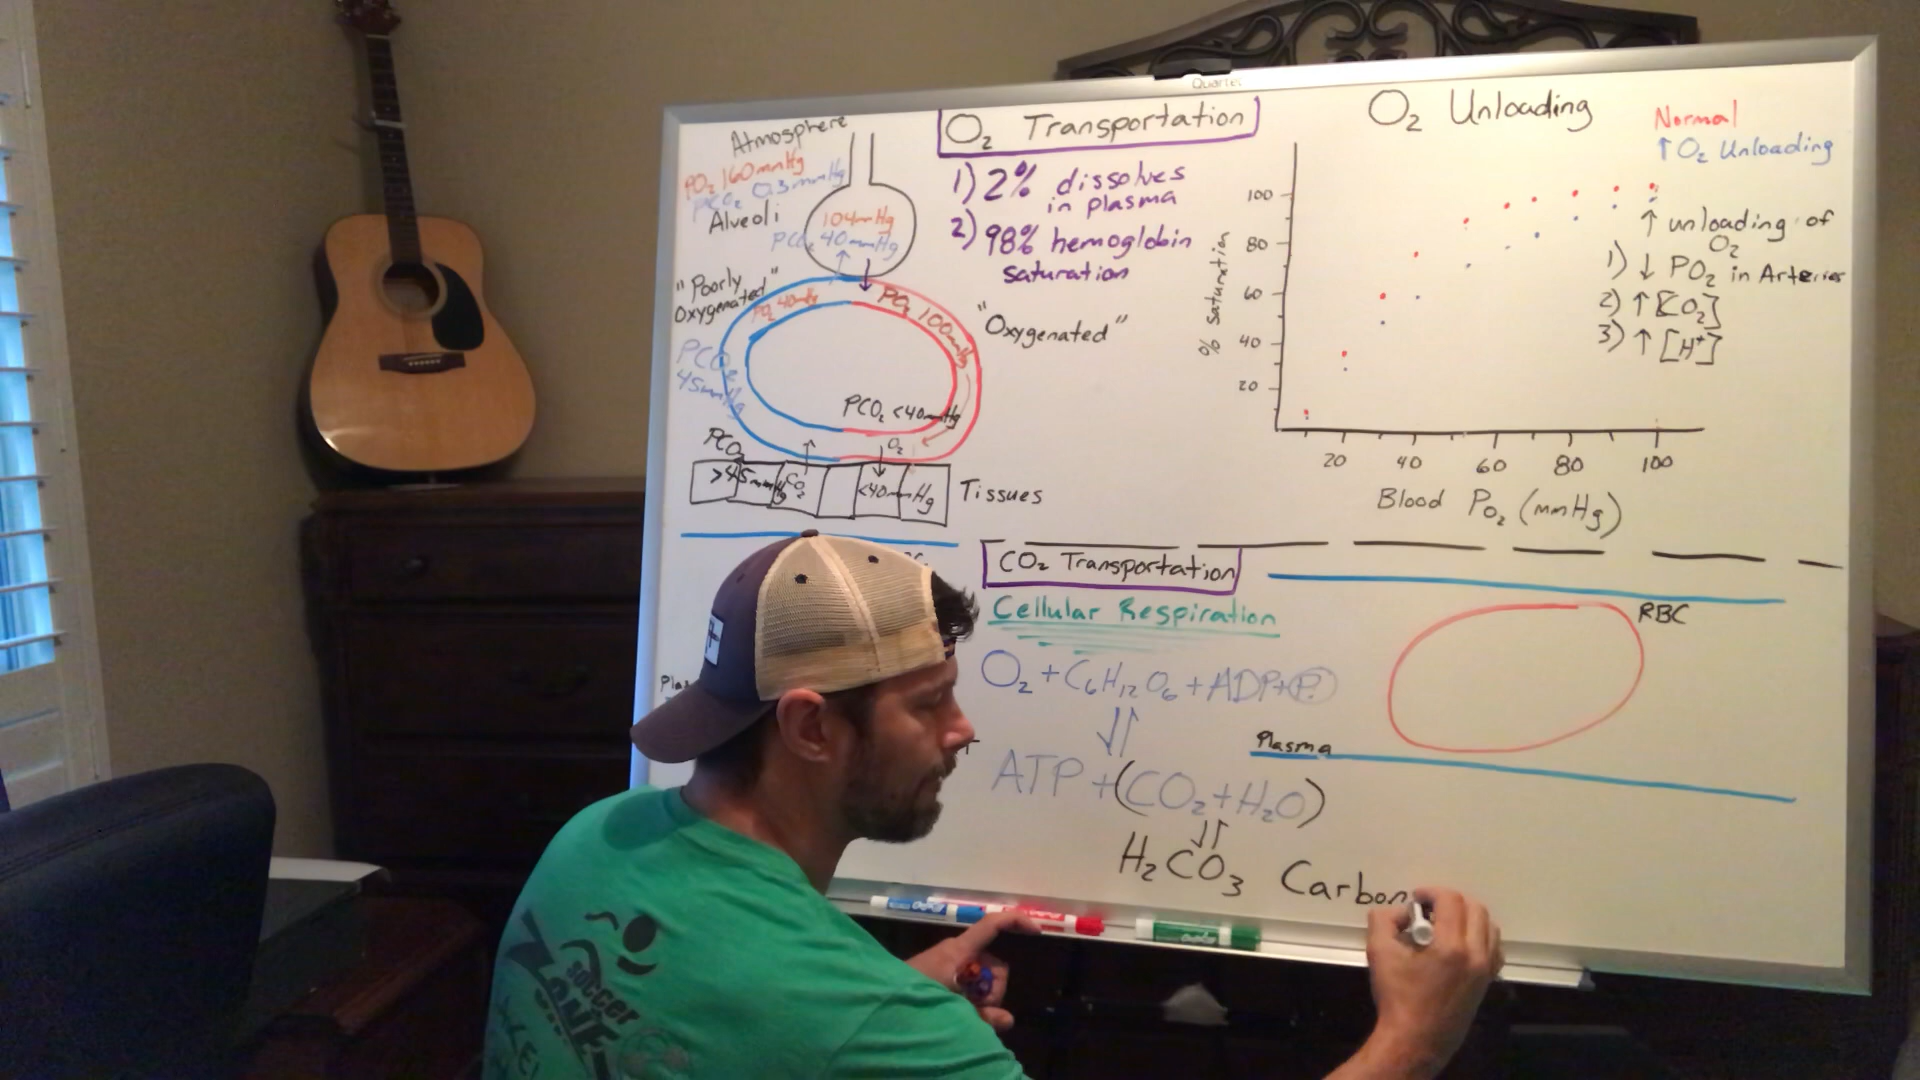 Quartet
Atmosphere
PO₂ 160mmHg
PCO₂ 0.3mmHg
Alveoli
104mmHg
PCO₂ 40mmHg
"Poorly
Oxygenated"
PO₂ 40mmHg
PO₂ 100mmHg
"Oxygenated"
PCO₂
45mmHg
PCO₂ <40mmHg
PCO₂
>45mmHg
CO₂
O₂
<40mmHg
Tissues
O₂ Transportation
1) 2% dissolves
in plasma
2) 98% hemoglobin
saturation
O₂ Unloading
Normal
↑ O₂ Unloading
↑ unloading of
O₂
1) ↓ PO₂ in Arteries
2) ↑ [CO₂]
3) ↑ [H⁺]
% Saturation
100
80
60
40
20
20 40 60 80 100
Blood Po₂ (mmHg)
CO₂ Transportation
Cellular Respiration
O₂ + C₆H₁₂O₆ + ADP + P
ATP + (CO₂ + H₂O)
H₂CO₃ Carbon
RBC
Plasma
Soccer
ZONE